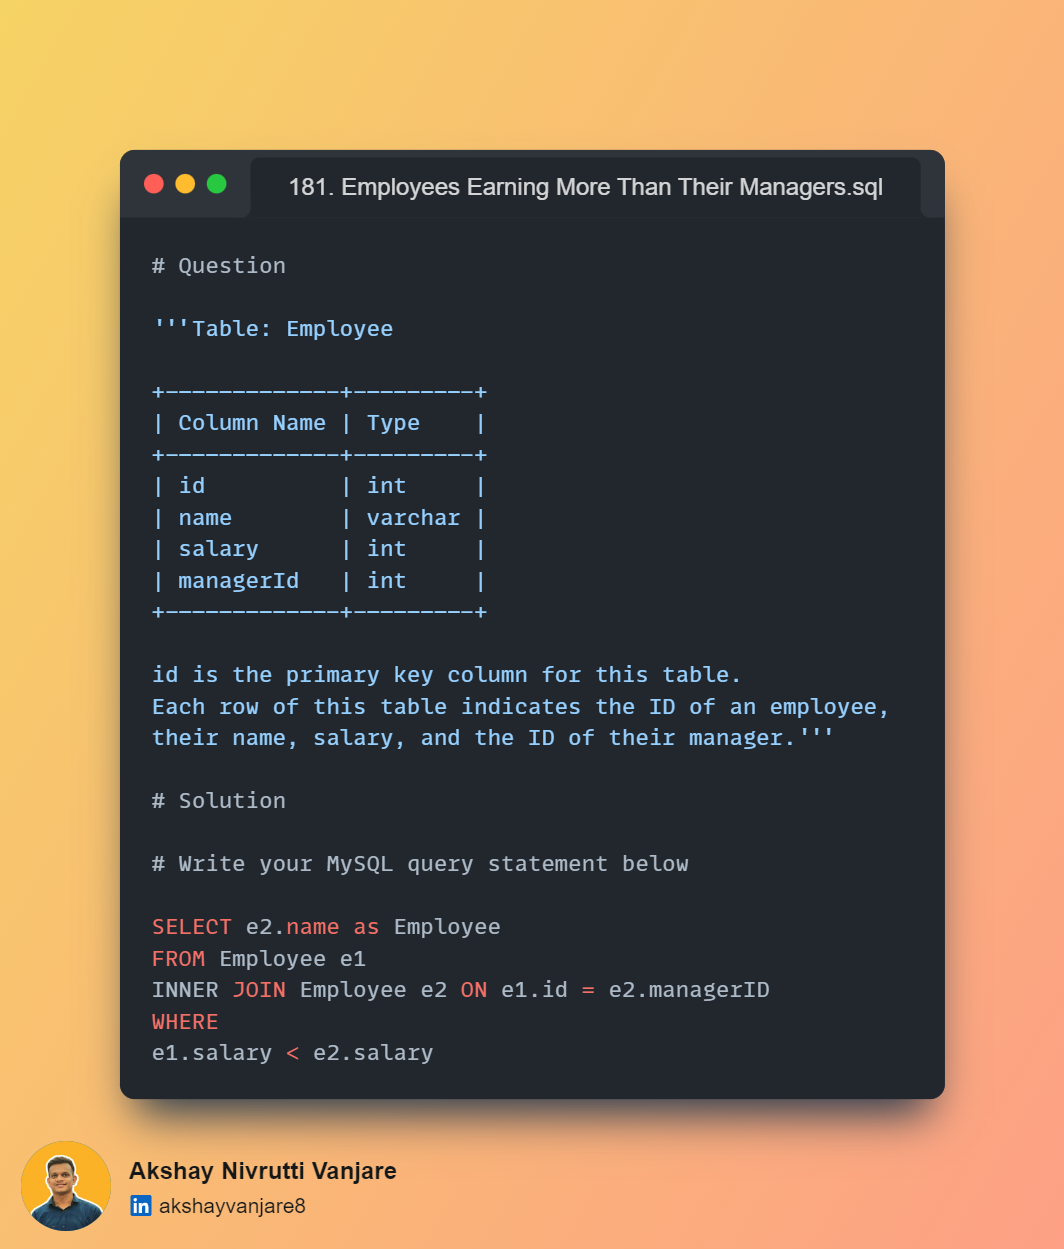 181. Employees Earning More Than Their Managers.sql
# Question
'''Table: Employee
+-------------+---------+
| Column Name | Type    |
+-------------+---------+
| id          | int     |
| name        | varchar |
| salary      | int     |
| managerId   | int     |
+-------------+---------+
id is the primary key column for this table.
Each row of this table indicates the ID of an employee,
their name, salary, and the ID of their manager.'''
# Solution
# Write your MySQL query statement below
SELECT e2.name as Employee
FROM Employee e1
INNER JOIN Employee e2 ON e1.id = e2.managerID
WHERE
e1.salary < e2.salary
Akshay Nivrutti Vanjare
in akshayvanjare8